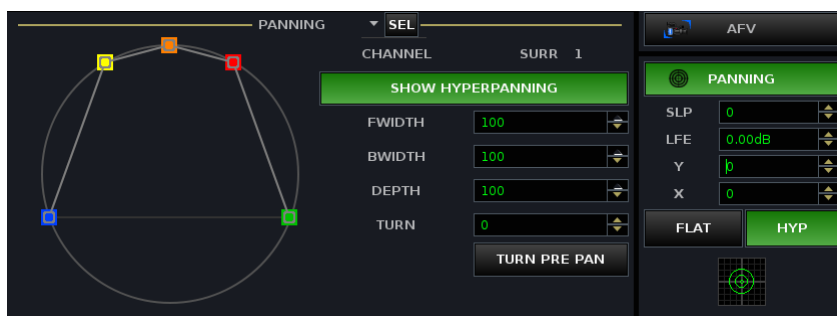 PANNING SEL
CHANNEL SURR 1
SHOW HYPERPANNING
FWIDTH 100
BWIDTH 100
DEPTH 100
TURN 0
TURN PRE PAN
AFV
PANNING
SLP 0
LFE 0.00dB
Y 0
X 0
FLAT HYP